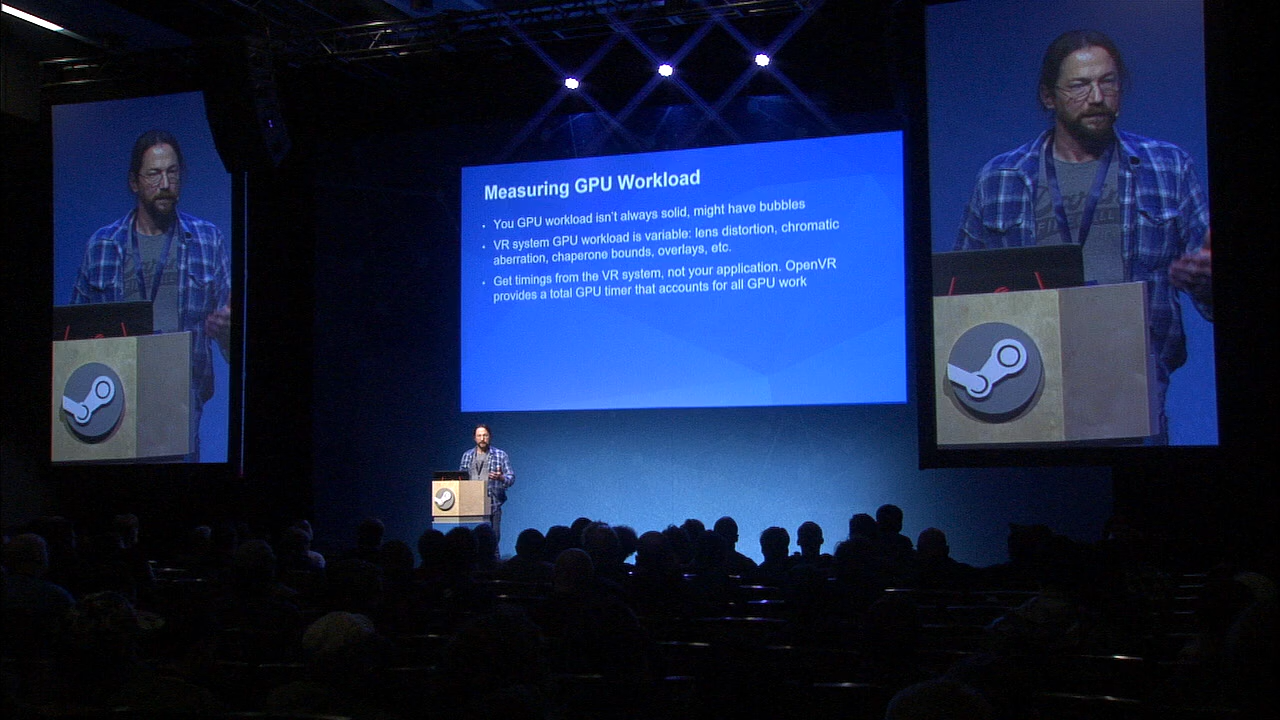 Measuring GPU Workload
• You GPU workload isn't always solid, might have bubbles
• VR system GPU workload is variable: lens distortion, chromatic
aberration, chaperone bounds, overlays, etc.
• Get timings from the VR system, not your application. OpenVR
provides a total GPU timer that accounts for all GPU work